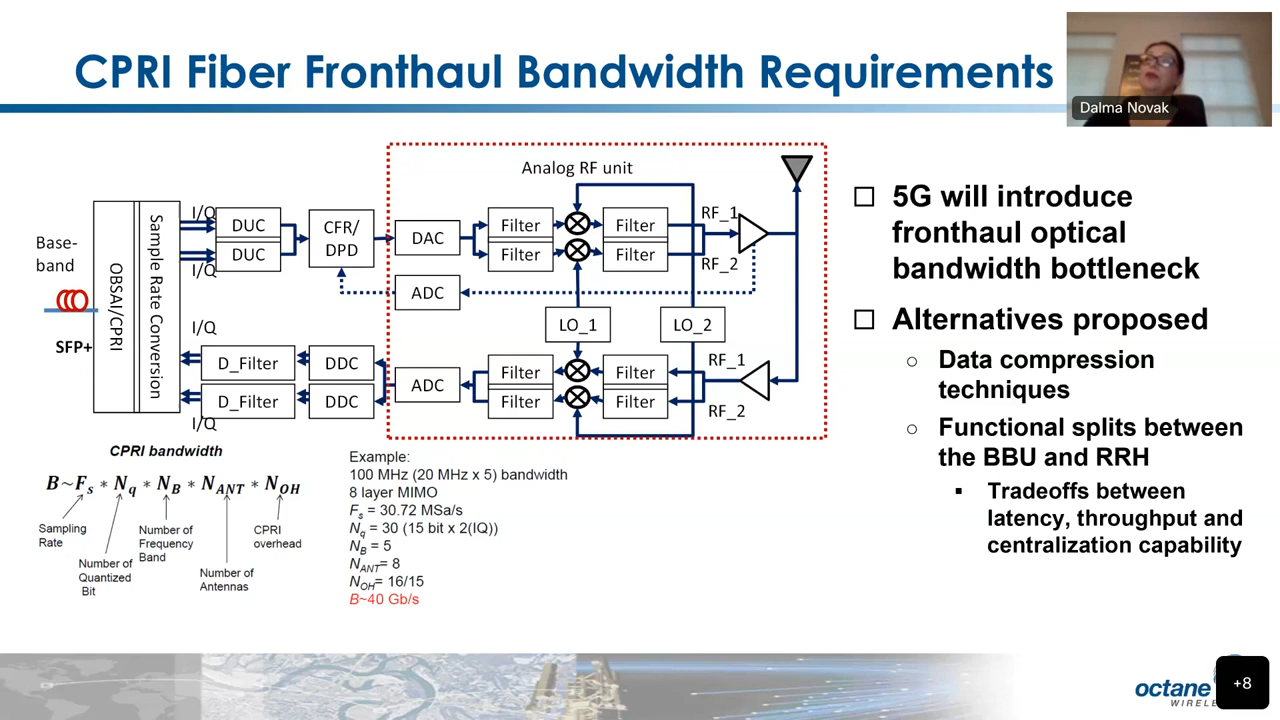 CPRI Fiber Fronthaul Bandwidth Requirements
Dalma Novak
Analog RF unit
Base-
band
SFP+
OBSAI/CPRI
Sample Rate Conversion
I/Q
DUC
DUC
I/Q
CFR/
DPD
DAC
ADC
Filter
Filter
Filter
Filter
RF_1
RF_2
LO_1
LO_2
I/Q
D_Filter
D_Filter
I/Q
DDC
DDC
ADC
Filter
Filter
Filter
Filter
RF_1
RF_2
CPRI bandwidth
B~Fs * Nq * NB * NANT * NOH
Sampling
Rate
Number of
Quantized
Bit
Number of
Frequency
Band
Number of
Antennas
CPRI
overhead
Example:
100 MHz (20 MHz x 5) bandwidth
8 layer MIMO
Fs = 30.72 MSa/s
Nq = 30 (15 bit x 2(IQ))
NB = 5
NANT= 8
NOH= 16/15
B~40 Gb/s
5G will introduce
fronthaul optical
bandwidth bottleneck
Alternatives proposed
Data compression
techniques
Functional splits between
the BBU and RRH
Tradeoffs between
latency, throughput and
centralization capability
octane
+8